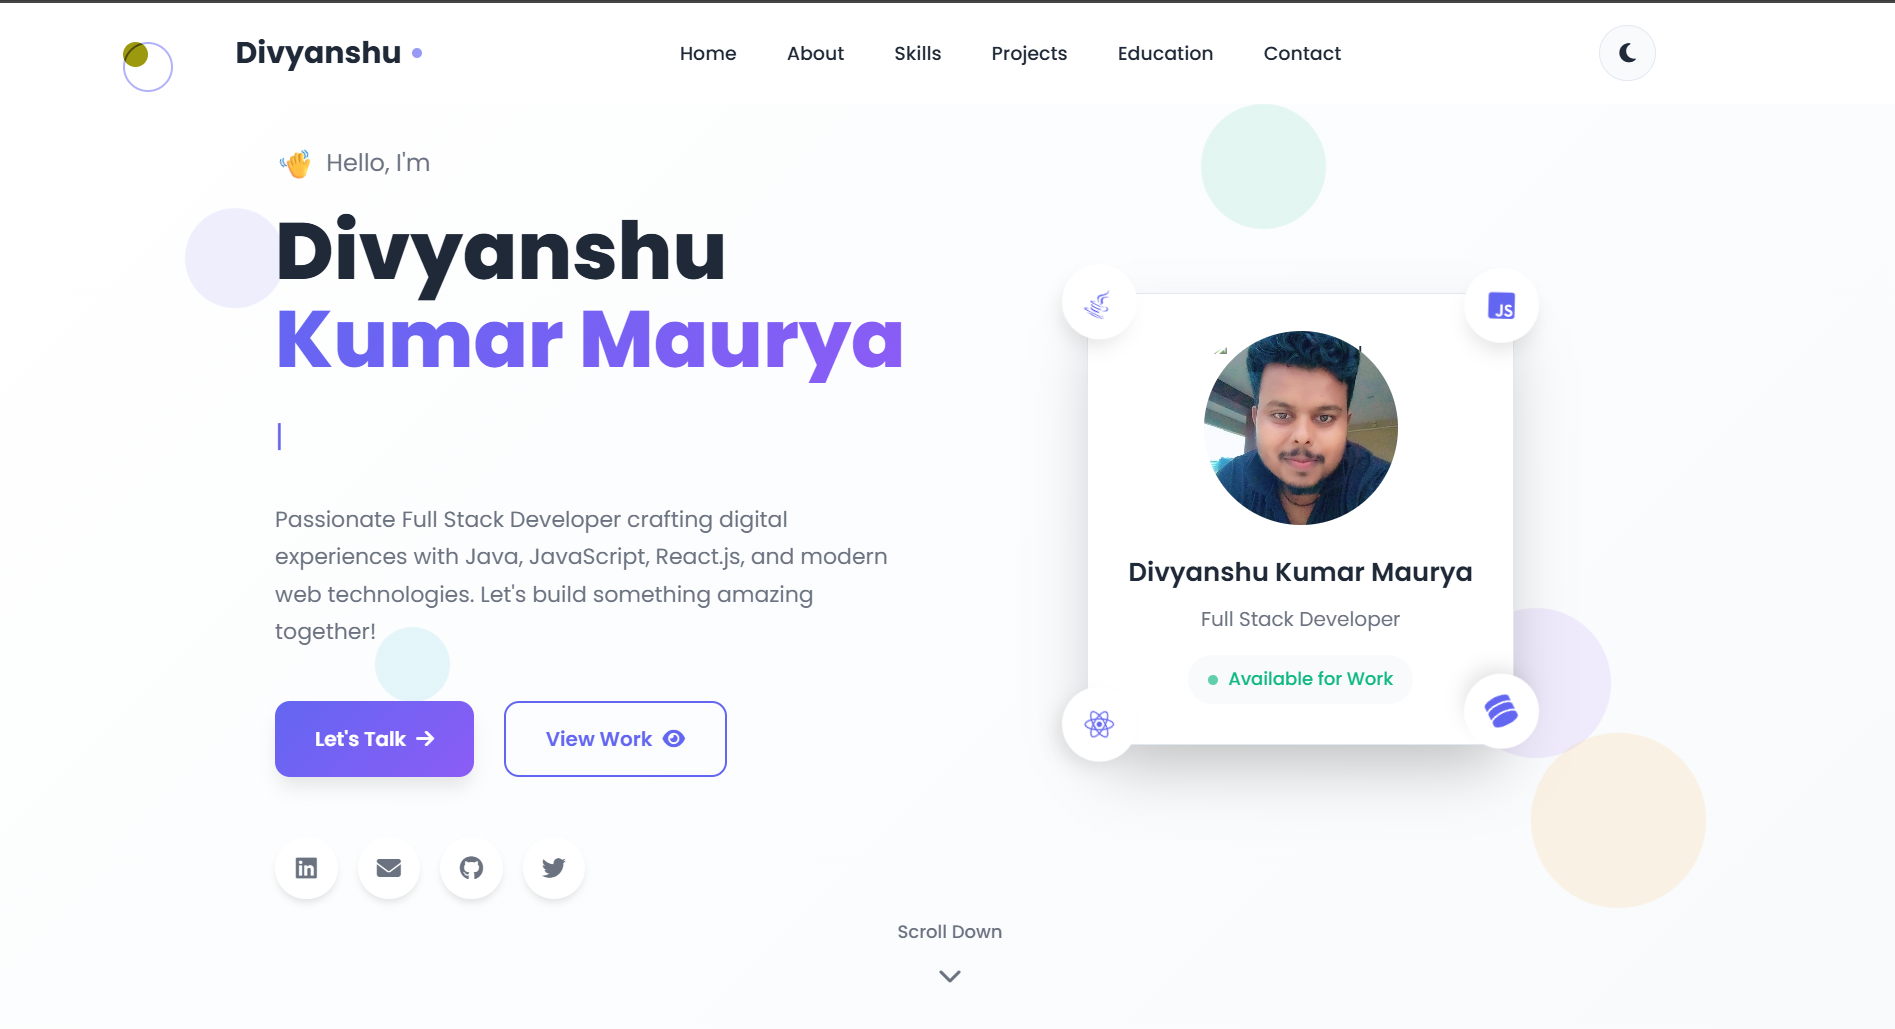 Divyanshu
Home About Skills Projects Education Contact
Hello, I'm
Divyanshu
Kumar Maurya
Passionate Full Stack Developer crafting digital
experiences with Java, JavaScript, React.js, and modern
web technologies. Let's build something amazing
together!
Let's Talk
View Work
JS
Divyanshu Kumar Maurya
Full Stack Developer
Available for Work
in
Scroll Down